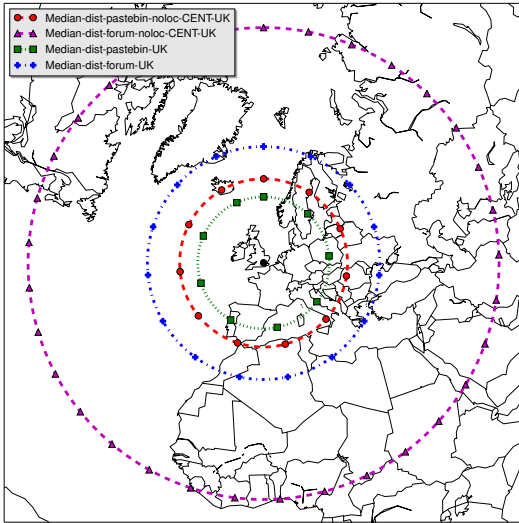 Median-dist-pastebin-noloc-CENT-UK
Median-dist-forum-noloc-CENT-UK
Median-dist-pastebin-UK
Median-dist-forum-UK